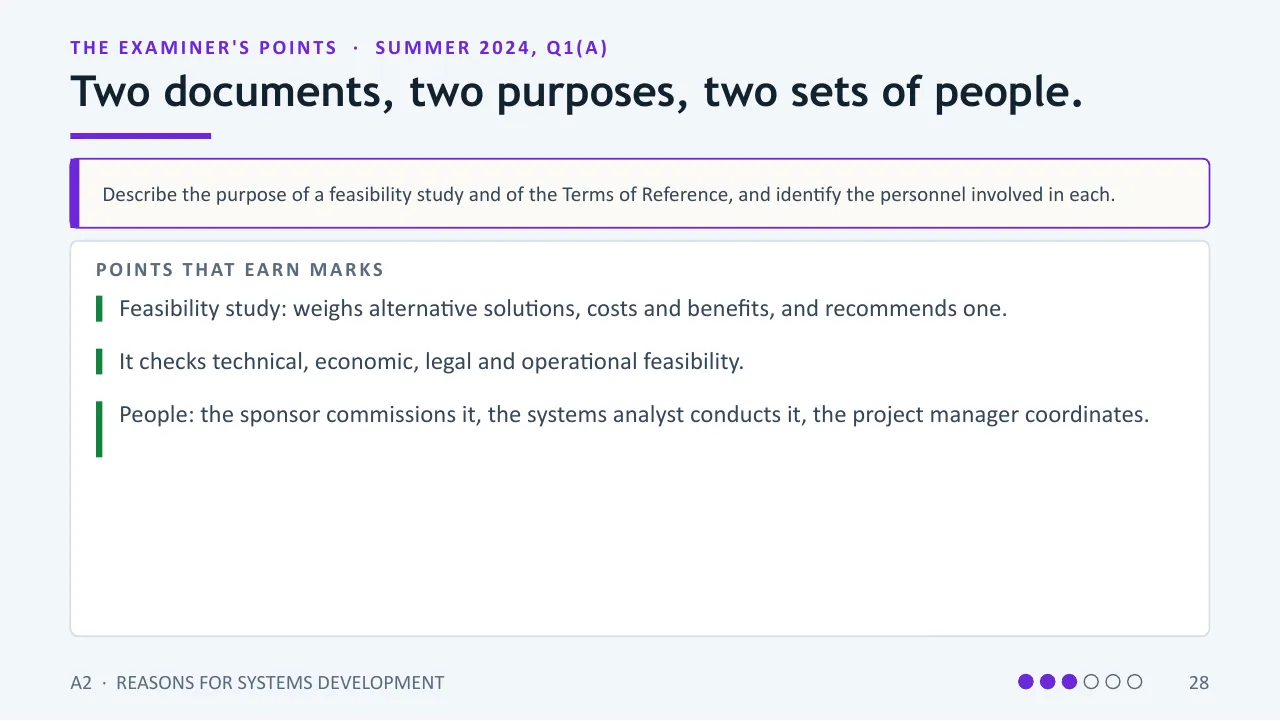 THE EXAMINER'S POINTS · SUMMER 2024, Q1(A)
Two documents, two purposes, two sets of people.
Describe the purpose of a feasibility study and of the Terms of Reference, and identify the personnel involved in each.
POINTS THAT EARN MARKS
Feasibility study: weighs alternative solutions, costs and benefits, and recommends one.
It checks technical, economic, legal and operational feasibility.
People: the sponsor commissions it, the systems analyst conducts it, the project manager coordinates.
A2 · REASONS FOR SYSTEMS DEVELOPMENT
28